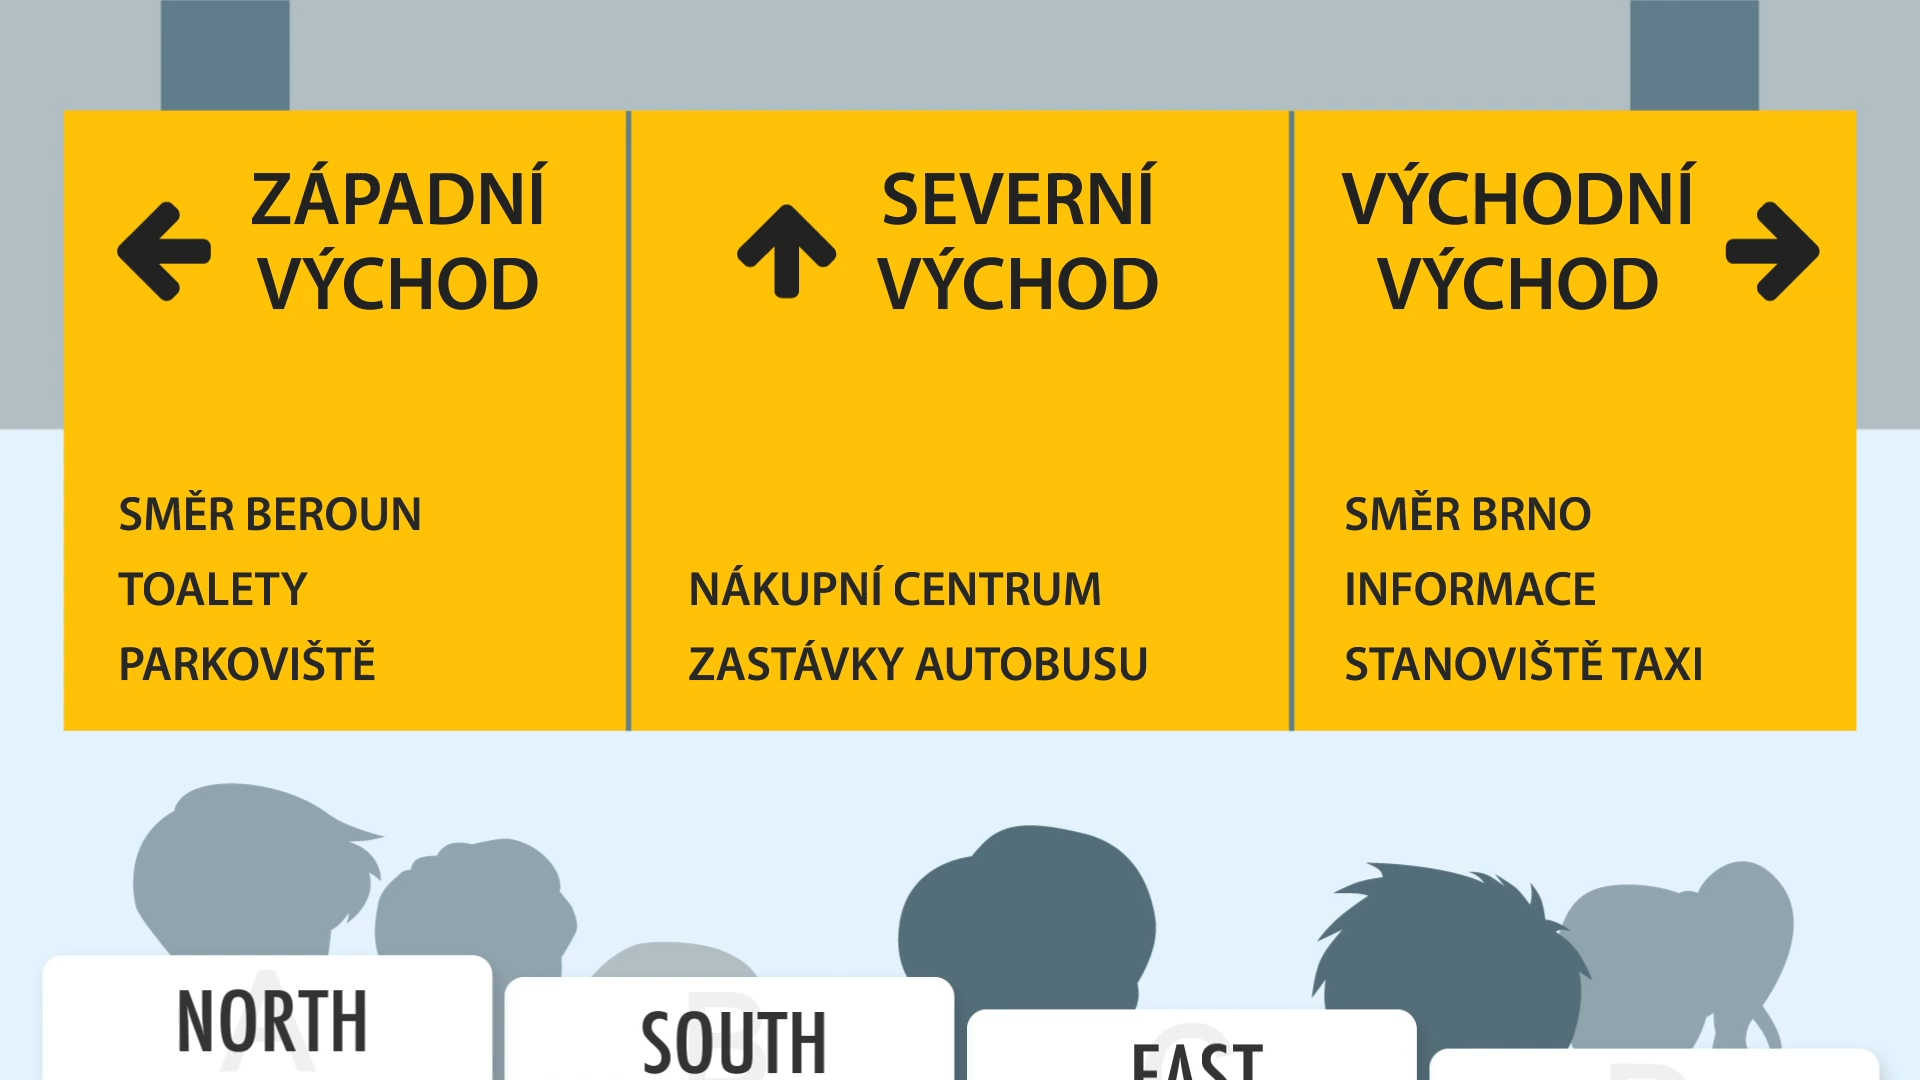 ZÁPADNÍ
VÝCHOD
SMĚR BEROUN
TOALETY
PARKOVIŠTĚ
SEVERNÍ
VÝCHOD
NÁKUPNÍ CENTRUM
ZASTÁVKY AUTOBUSU
VÝCHODNÍ
VÝCHOD
SMĚR BRNO
INFORMACE
STANOVIŠTĚ TAXI
A
NORTH
B
SOUTH
C
EAST
D